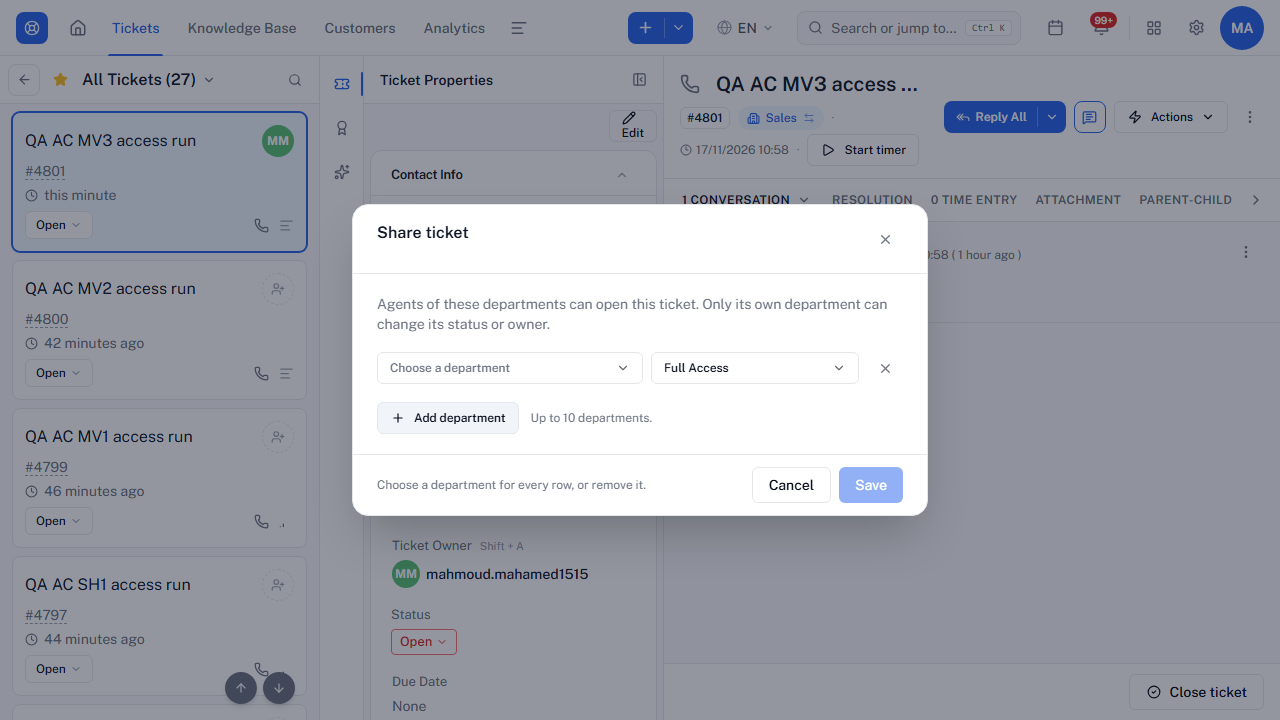 Tickets
Knowledge Base
Customers
Analytics
EN
Search or jump to...
Ctrl K
99+
MA
All Tickets (27)
QA AC MV3 access run
MM
#4801
this minute
Open
QA AC MV2 access run
#4800
42 minutes ago
Open
QA AC MV1 access run
#4799
46 minutes ago
Open
QA AC SH1 access run
#4797
44 minutes ago
Open
Ticket Properties
Edit
Contact Info
Ticket Owner Shift + A
MM mahmoud.mahamed1515
Status
Open
Due Date
None
QA AC MV3 access ...
#4801
Sales
Reply All
Actions
17/11/2026 10:58
Start timer
1 CONVERSATION
RESOLUTION
0 TIME ENTRY
ATTACHMENT
PARENT-CHILD
:58 ( 1 hour ago )
Close ticket
Share ticket
Agents of these departments can open this ticket. Only its own department can
change its status or owner.
Choose a department
Full Access
Add department
Up to 10 departments.
Choose a department for every row, or remove it.
Cancel
Save